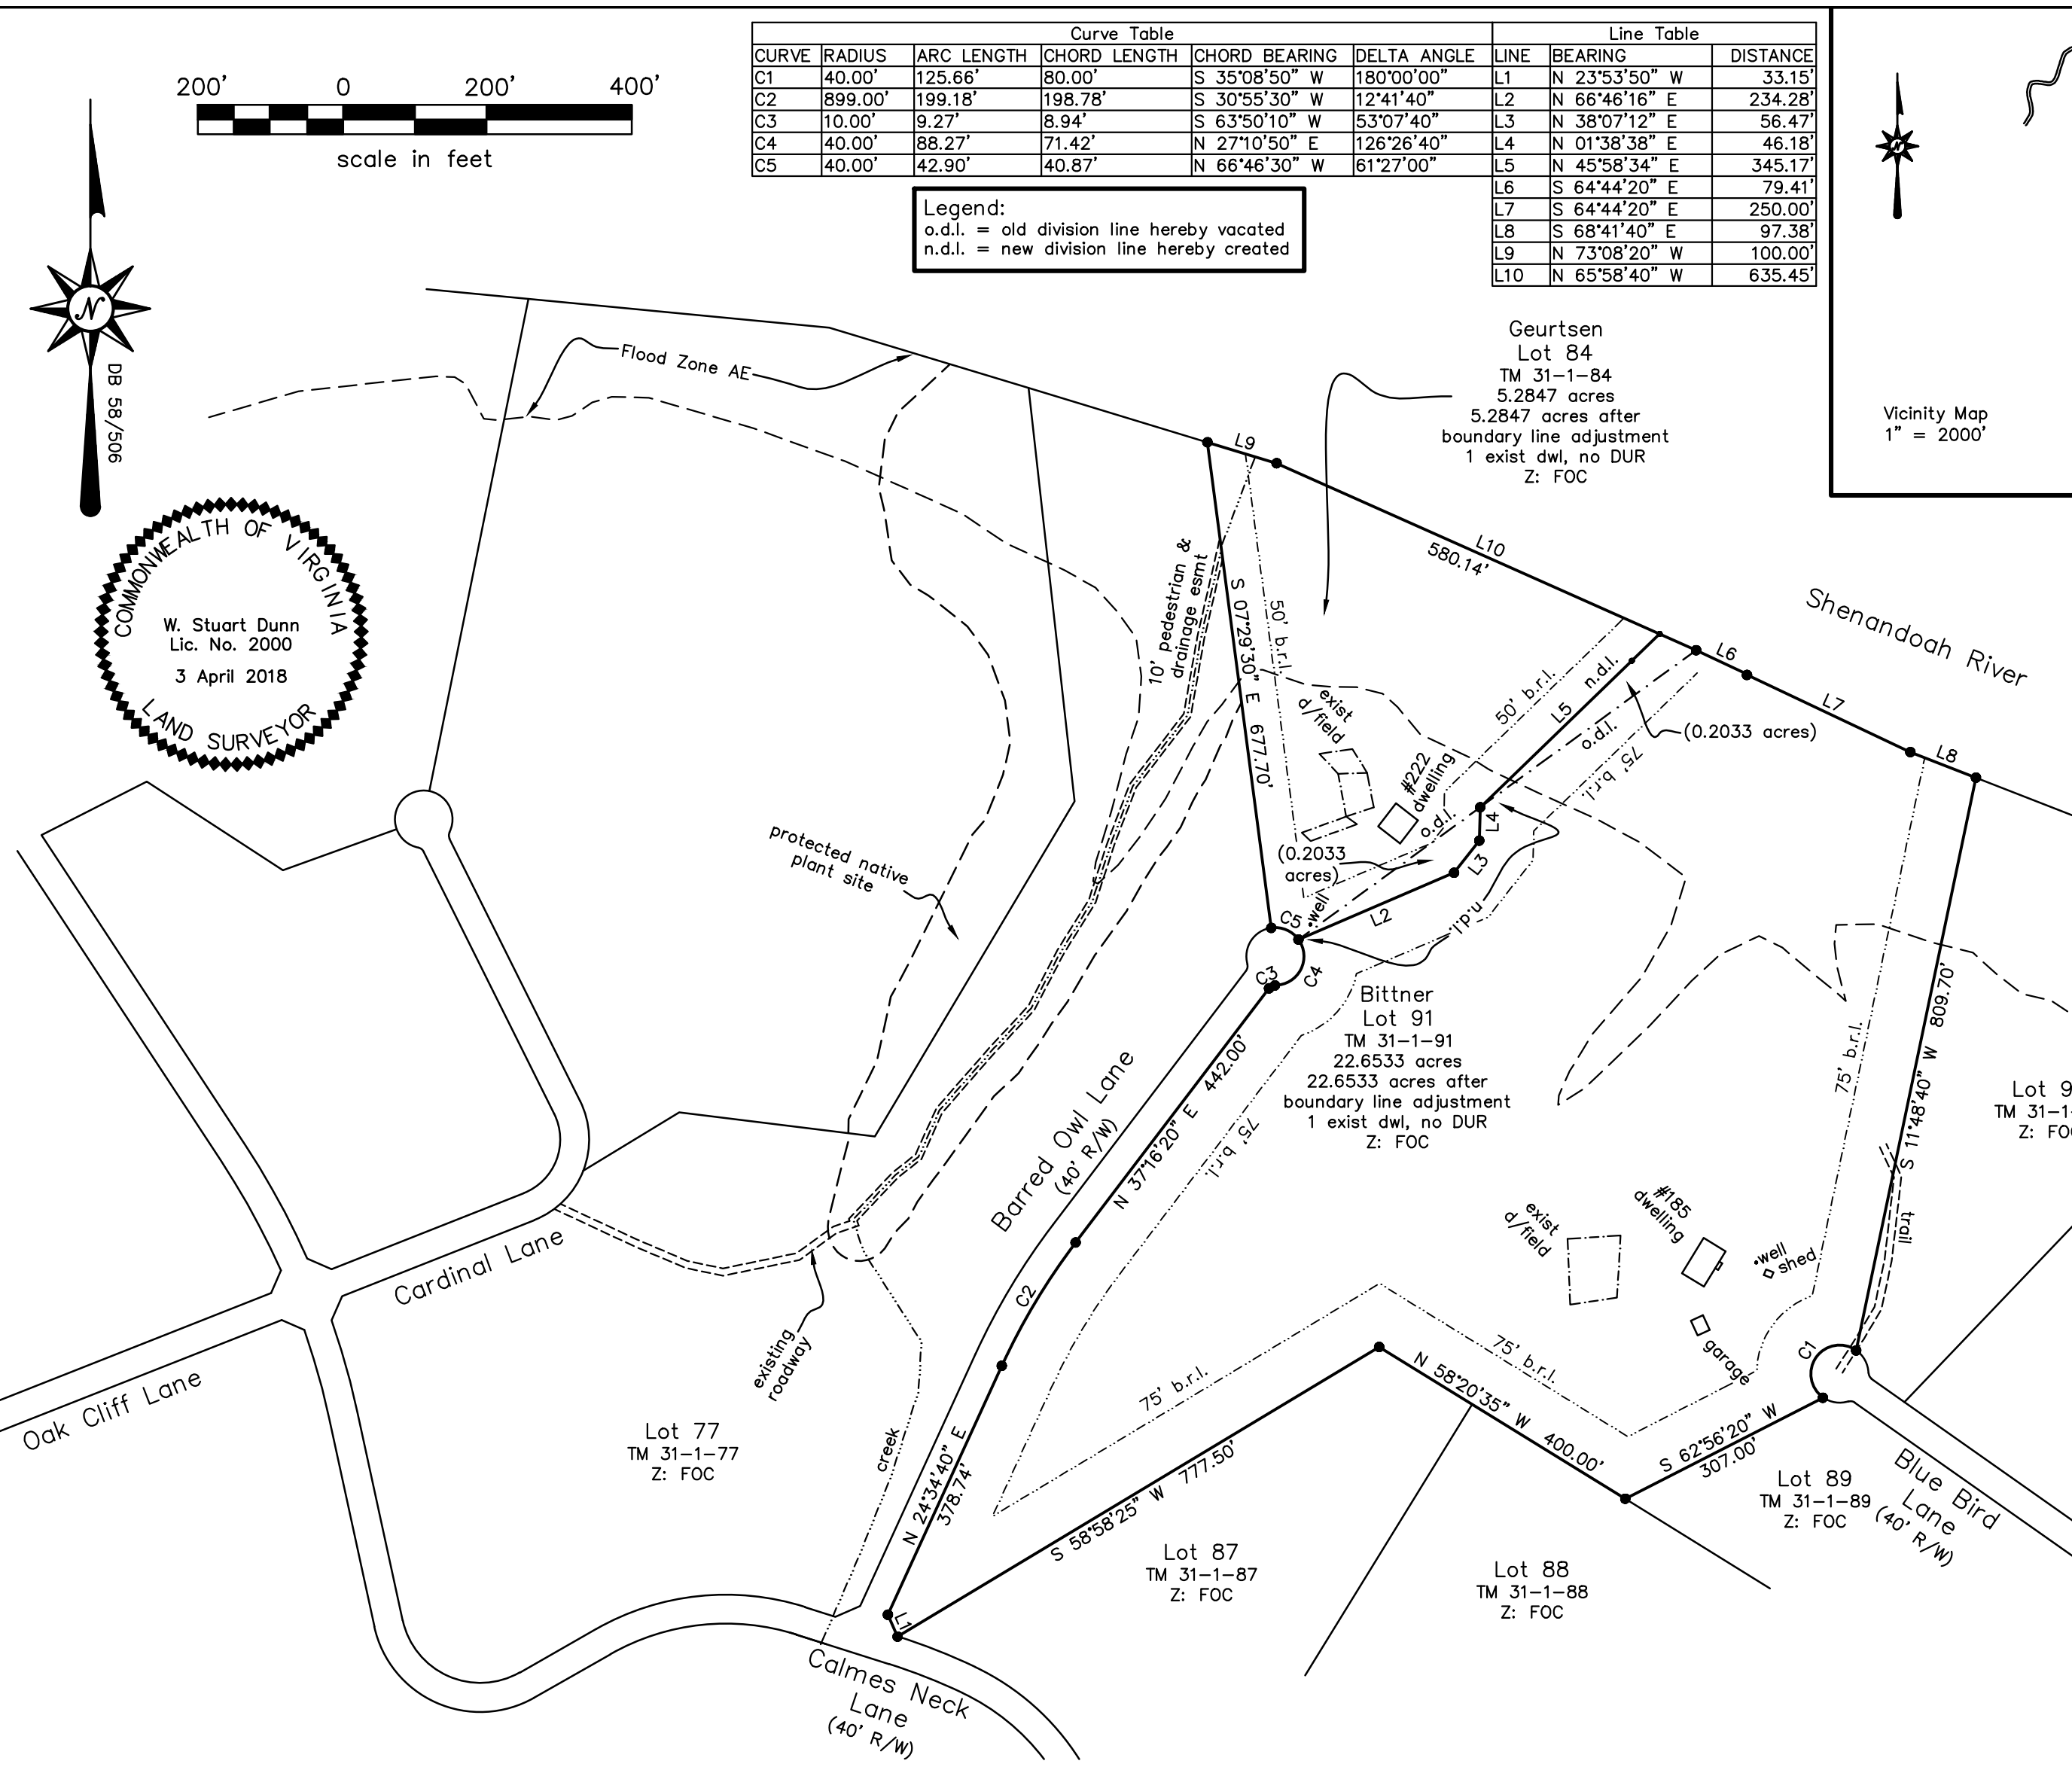 Curve Table
CURVE RADIUS ARC LENGTH CHORD LENGTH CHORD BEARING DELTA ANGLE
C1 40.00' 125.66' 80.00' S 35°08'50" W 180°00'00"
C2 899.00' 199.18' 198.78' S 30°55'30" W 12°41'40"
C3 10.00' 9.27' 8.94' S 63°50'10" W 53°07'40"
C4 40.00' 88.27' 71.42' N 27°10'50" E 126°26'40"
C5 40.00' 42.90' 40.87' N 66°46'30" W 61°27'00"
Line Table
LINE BEARING DISTANCE
L1 N 23°53'50" W 33.15'
L2 N 66°46'16" E 234.28'
L3 N 38°07'12" E 56.47'
L4 N 01°38'38" E 46.18'
L5 N 45°58'34" E 345.17'
L6 S 64°44'20" E 79.41'
L7 S 64°44'20" E 250.00'
L8 S 68°41'40" E 97.38'
L9 N 73°08'20" W 100.00'
L10 N 65°58'40" W 635.45'
200' 0 200' 400'
scale in feet
Legend:
o.d.l. = old division line hereby vacated
n.d.l. = new division line hereby created
N
DB 58/506
N
Vicinity Map
1" = 2000'
COMMONWEALTH OF VIRGINIA
W. Stuart Dunn
Lic. No. 2000
3 April 2018
LAND SURVEYOR
Flood Zone AE
Geurtsen
Lot 84
TM 31-1-84
5.2847 acres
5.2847 acres after
boundary line adjustment
1 exist dwl, no DUR
Z: FOC
L9
L10
580.14'
Shenandoah River
L6
L7
L8
10' pedestrian &
drainage esmt
S 07°29'30" E 677.70'
50' b.r.l.
exist
d/field
#222
dwelling
50' b.r.l.
n.d.l.
L5
o.d.l.
75' b.r.l.
(0.2033 acres)
o.d.l.
L4
L3
(0.2033
acres)
well
L2
n.d.l
C5
C4
C3
protected native
plant site
Bittner
Lot 91
TM 31-1-91
22.6533 acres
22.6533 acres after
boundary line adjustment
1 exist dwl, no DUR
Z: FOC
Barred Owl Lane
(40' R/W)
N 37°16'20" E 442.00'
75' b.r.l.
C2
75' b.r.l.
S 11°48'40" W 809.70'
trail
Lot 9
TM 31-1-
Z: FO
exist
d/field
#185
dwelling
well
shed
garage
C1
Cardinal Lane
Oak Cliff Lane
existing
roadway
creek
Lot 77
TM 31-1-77
Z: FOC
N 24°34'40" E
378.74'
L1
75' b.r.l.
S 58°58'25" W 777.50'
75' b.r.l.
N 58°20'35" W 400.00'
S 62°56'20" W
307.00'
Lot 89
TM 31-1-89
Z: FOC
Blue Bird
Lane
(40' R/W)
Lot 87
TM 31-1-87
Z: FOC
Lot 88
TM 31-1-88
Z: FOC
Calmes Neck
Lane
(40' R/W)